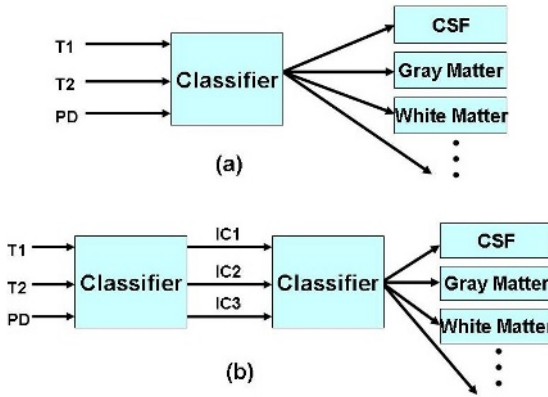 T1
T2
PD
Classifier
CSF
Gray Matter
White Matter
(a)
T1
T2
PD
Classifier
IC1
IC2
IC3
Classifier
CSF
Gray Matter
White Matter
(b)